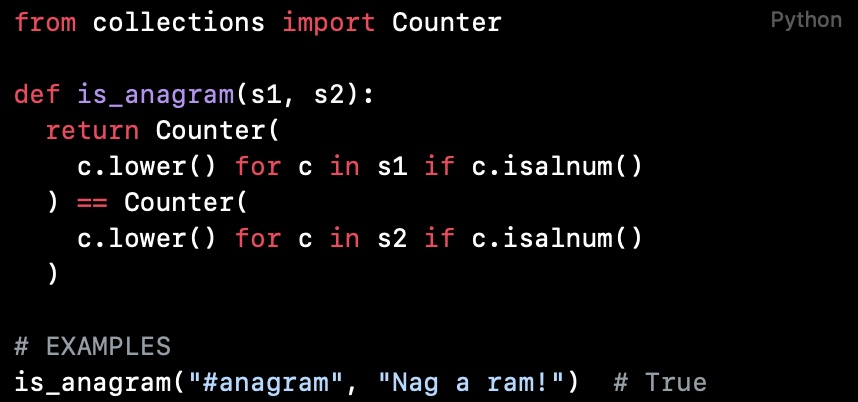 from collections import Counter
Python
def is_anagram(s1, s2):
  return Counter(
    c.lower() for c in s1 if c.isalnum()
  ) == Counter(
    c.lower() for c in s2 if c.isalnum()
  )
# EXAMPLES
is_anagram("#anagram", "Nag a ram!")  # True